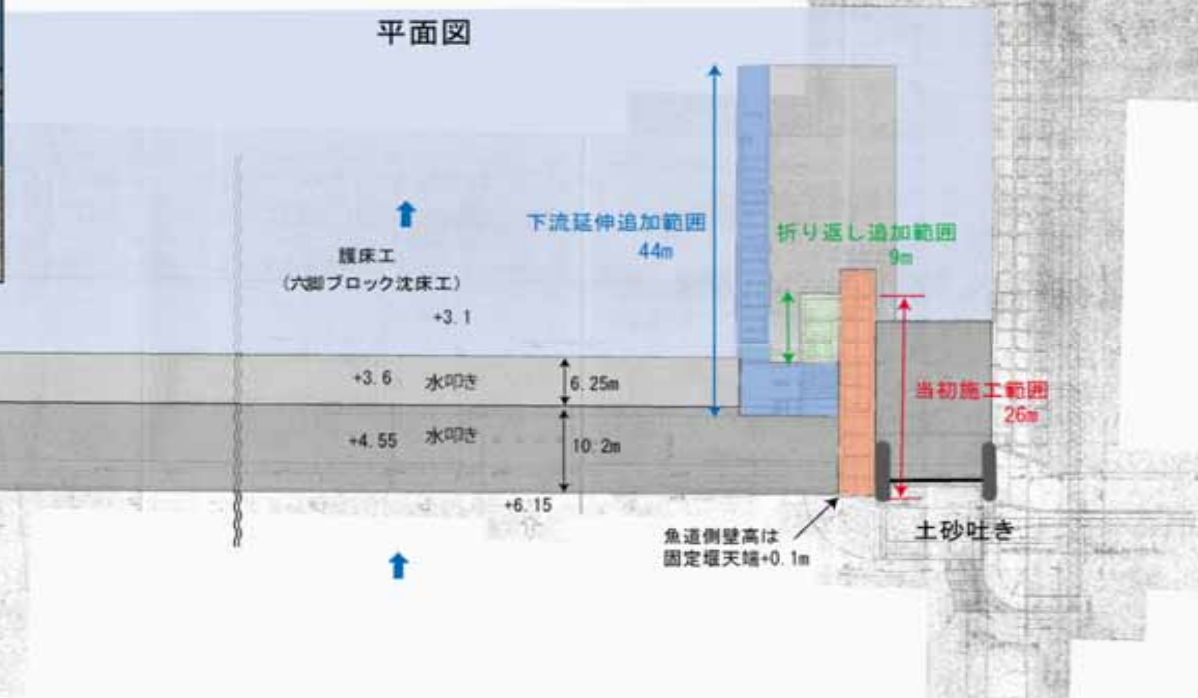 平面図
下流延伸追加範囲
44m
折り返し追加範囲
9m
護床工
(六脚ブロック沈床工)
+3.1
+3.6 水叩き 6.25m
当初施工範囲
26m
+4.55 水叩き 10.2m
+6.15
魚道側壁高は
固定堰天端+0.1m
土砂吐き